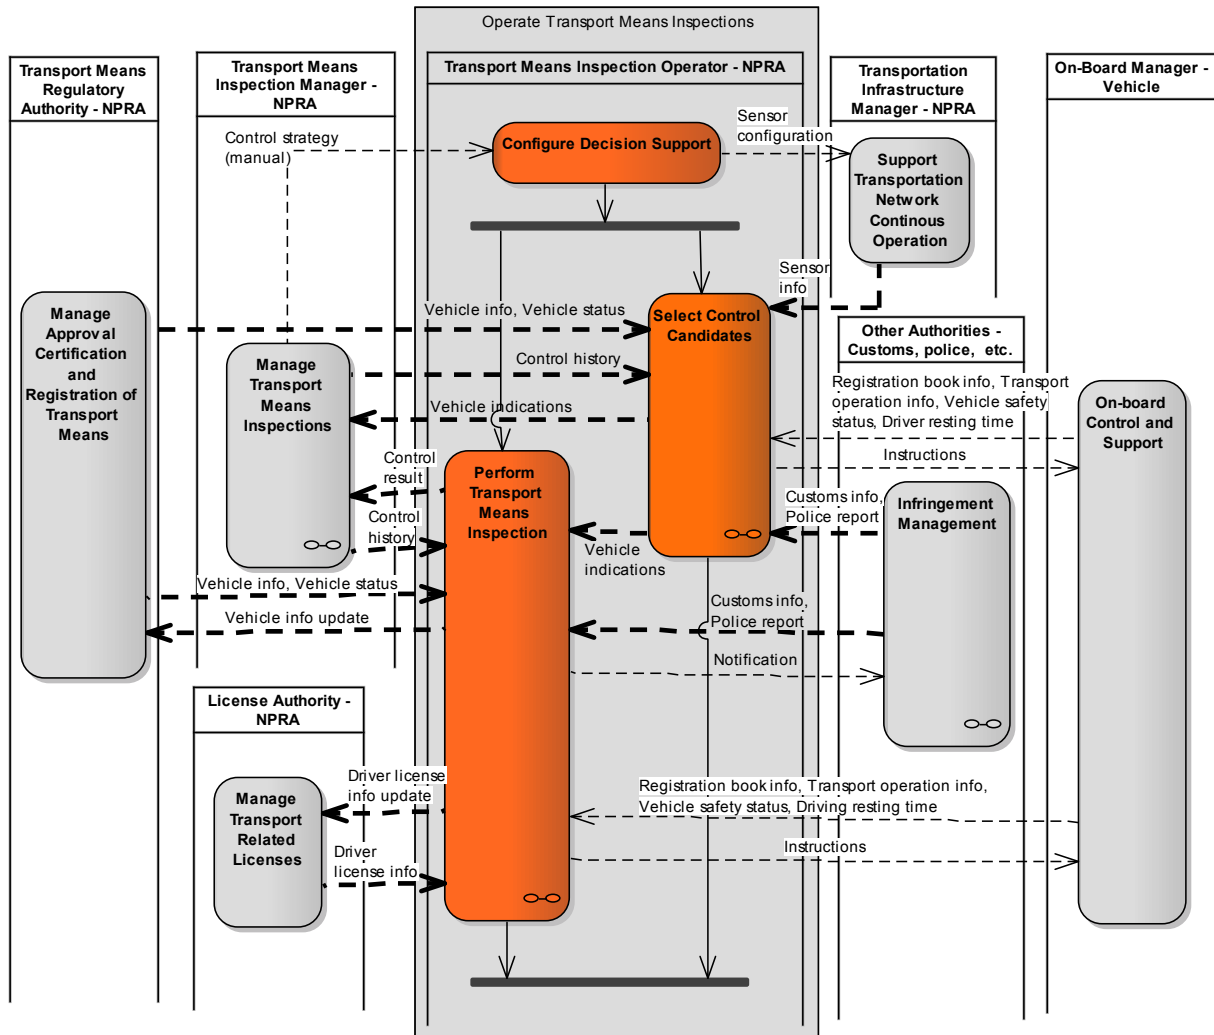 Operate Transport Means Inspections
Transport Means
Regulatory
Authority - NPRA
Transport Means
Inspection Manager -
NPRA
Transport Means Inspection Operator - NPRA
Transportation
Infrastructure
Manager - NPRA
On-Board Manager -
Vehicle
Control strategy
(manual)
Configure Decision Support
Sensor
configuration
Support
Transportation
Network
Continous
Operation
Sensor
info
Manage
Approval
Certification
and
Registration of
Transport
Means
Vehicle info, Vehicle status
Select Control
Candidates
Other Authorities -
Customs, police,  etc.
Manage
Transport
Means
Inspections
Control history
Vehicle indications
Registration book info, Transport
operation info, Vehicle safety
status, Driver resting time
On-board
Control and
Support
Instructions
Control
result
Perform
Transport
Means
Inspection
Customs info,
Police report
Infringement
Management
Control
history
Vehicle
indications
Vehicle info, Vehicle status
Vehicle info update
Customs info,
Police report
Notification
License Authority -
NPRA
Manage
Transport
Related
Licenses
Driver license
info update
Driver
license info
Registration book info, Transport operation info,
Vehicle safety status, Driving resting time
Instructions